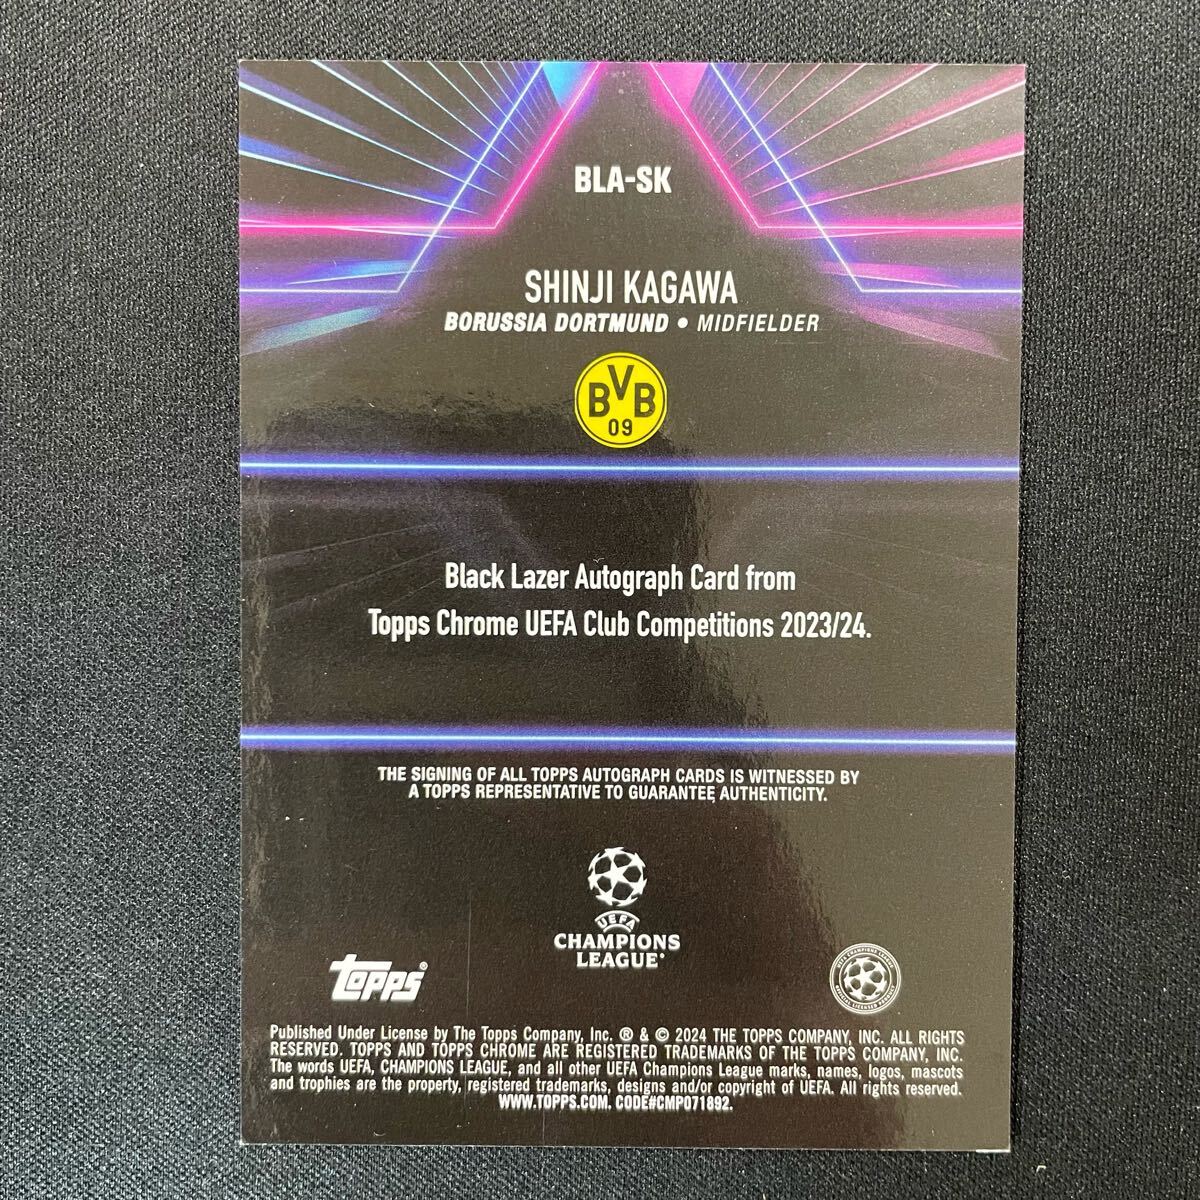 BLA-SK
SHINJI KAGAWA
BORUSSIA DORTMUND • MIDFIELDER
BVB
09
Black Lazer Autograph Card from
Topps Chrome UEFA Club Competitions 2023/24.
THE SIGNING OF ALL TOPPS AUTOGRAPH CARDS IS WITNESSED BY
A TOPPS REPRESENTATIVE TO GUARANTEE AUTHENTICITY.
UEFA
CHAMPIONS
LEAGUE®
Topps®
Published Under License by The Topps Company, Inc. ® & © 2024 THE TOPPS COMPANY, INC. ALL RIGHTS
RESERVED. TOPPS AND TOPPS CHROME ARE REGISTERED TRADEMARKS OF THE TOPPS COMPANY, INC.
The words UEFA, CHAMPIONS LEAGUE, and all other UEFA Champions League marks, names, logos, mascots
and trophies are the property, registered trademarks, designs and/or copyright of UEFA. All rights reserved.
WWW.TOPPS.COM. CODE#CMP071892.